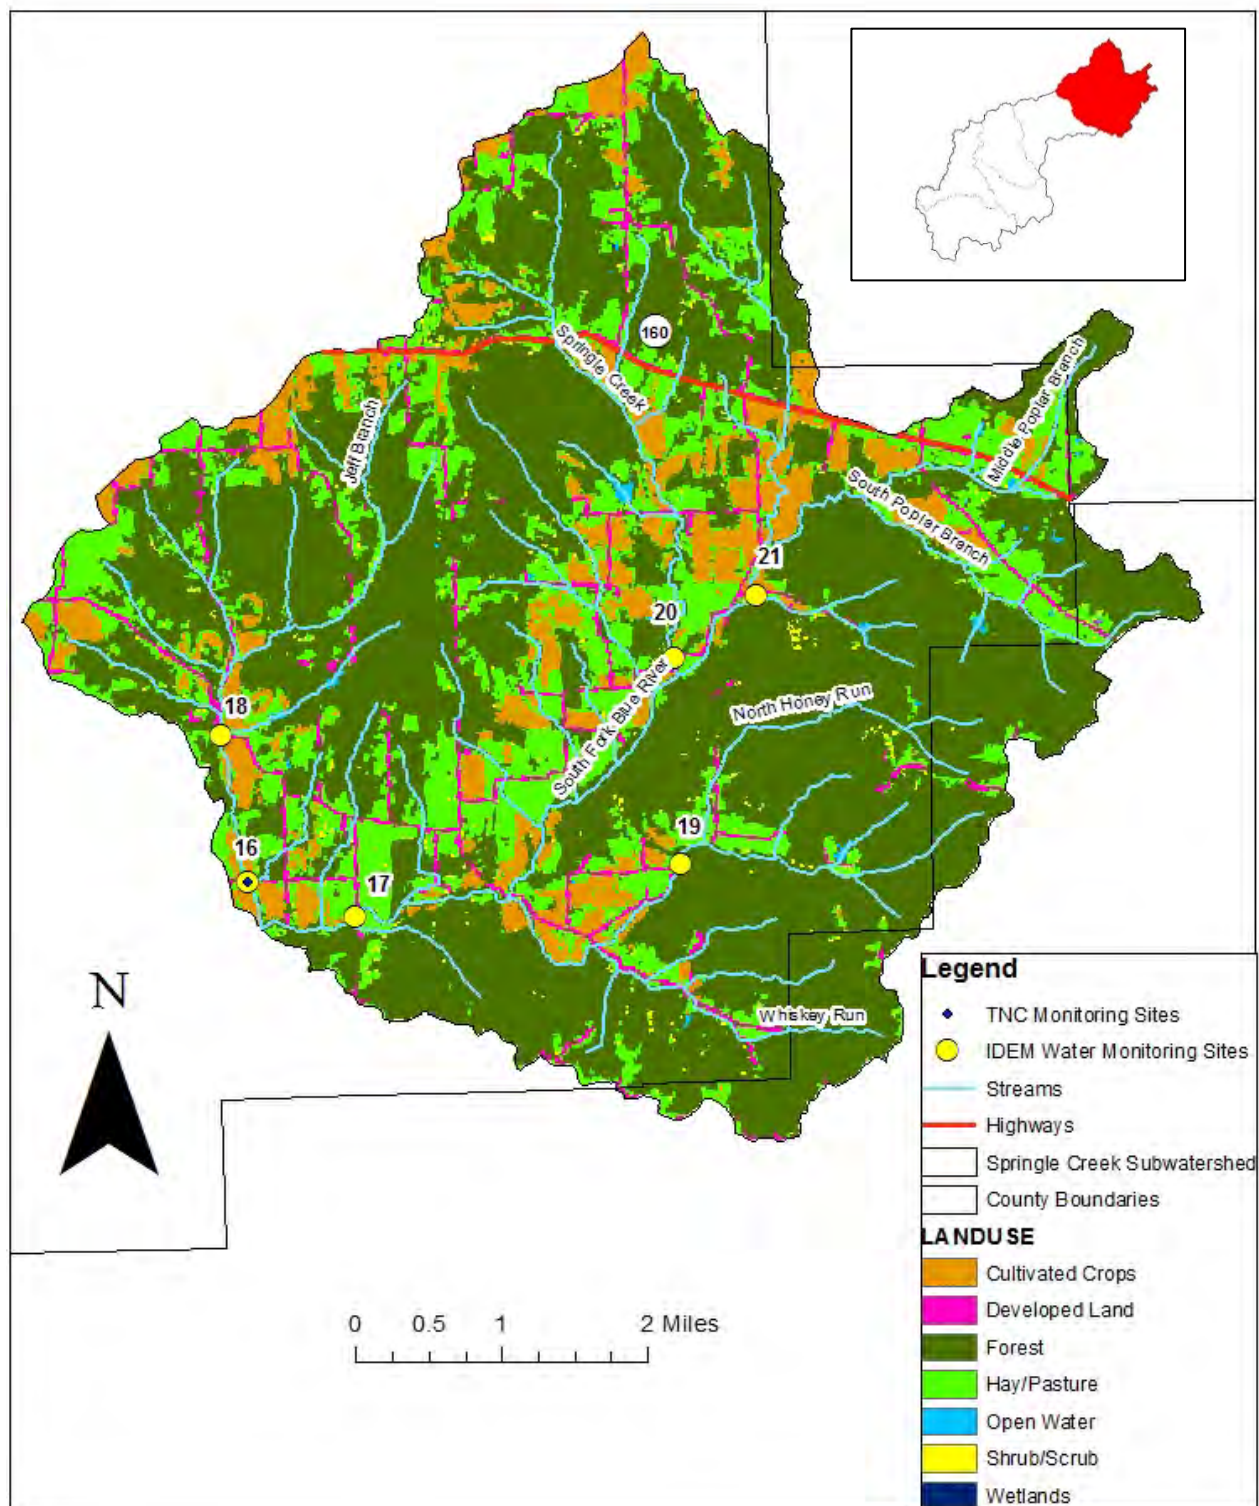 160
Springle Creek
Jeff Branch
Middle Poplar Branch
South Poplar Branch
21
20
South Fork Blue River
18
North Honey Run
19
16
17
Whiskey Run
N
0 0.5 1 2 Miles
Legend
TNC Monitoring Sites
IDEM Water Monitoring Sites
Streams
Highways
Springle Creek Subwatershed
County Boundaries
LANDUSE
Cultivated Crops
Developed Land
Forest
Hay/Pasture
Open Water
Shrub/Scrub
Wetlands